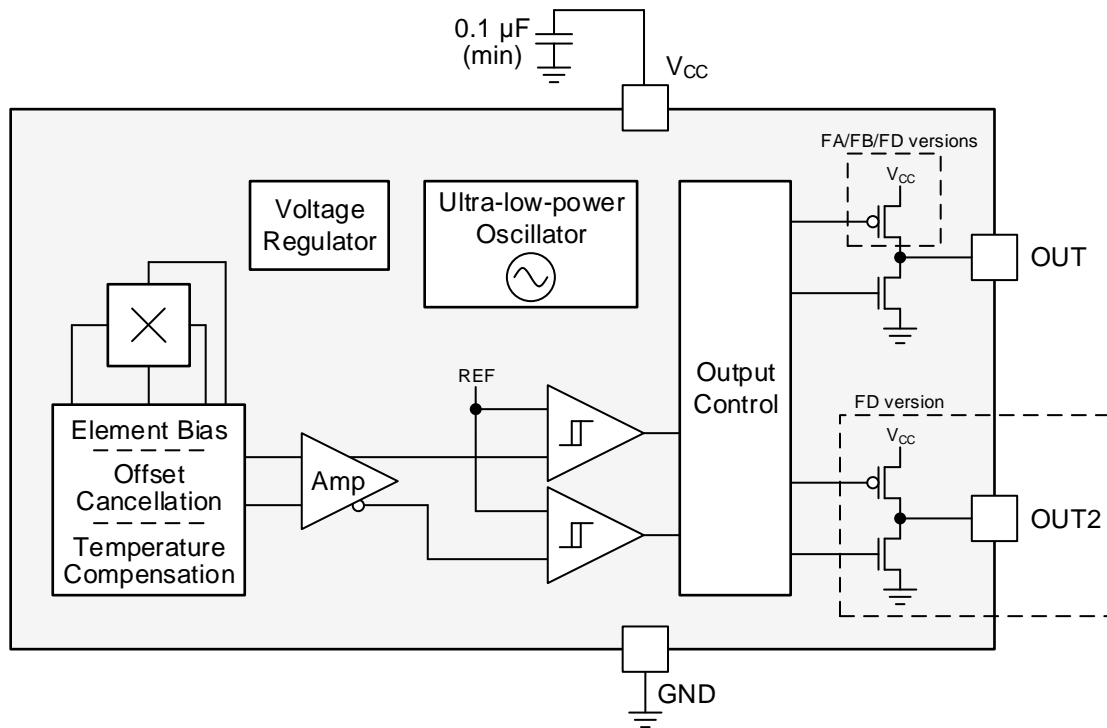 0.1 µF
(min)
VCC
FA/FB/FD versions
VCC
Voltage
Regulator
Ultra-low-power
Oscillator
OUT
Output
Control
REF
FD version
VCC
Element Bias
Offset
Cancellation
Temperature
Compensation
Amp
OUT2
GND